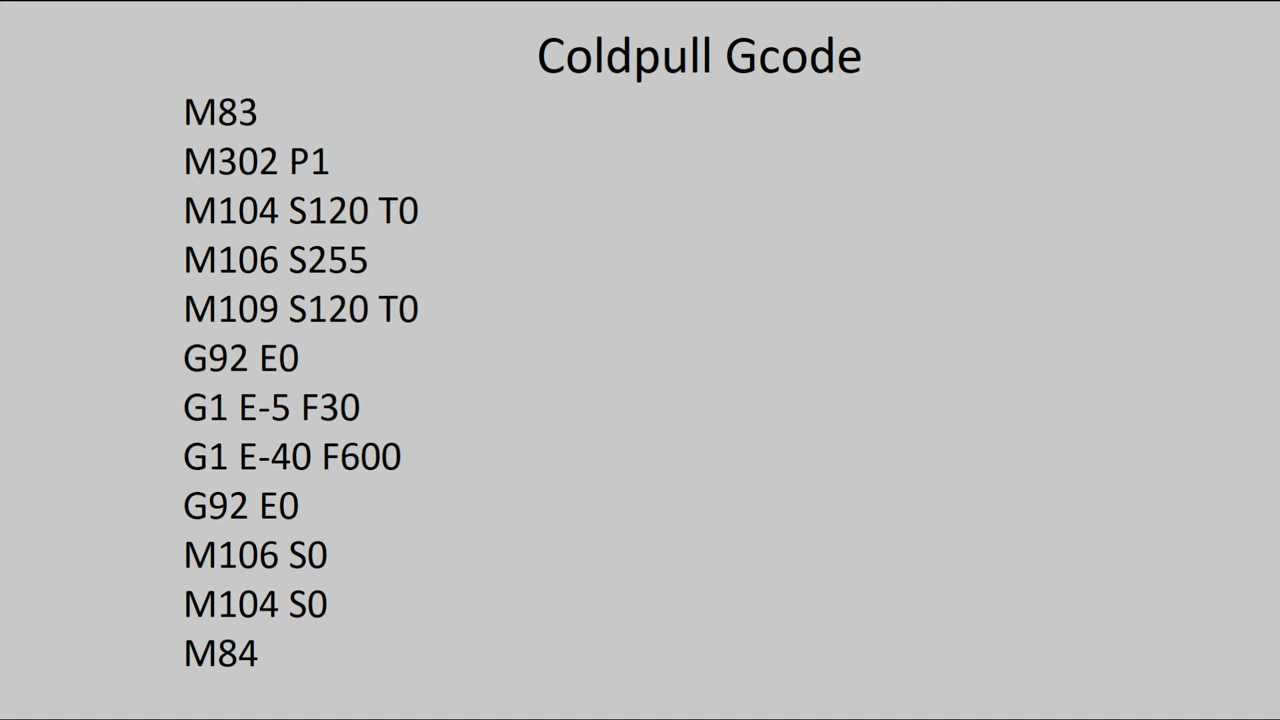 Coldpull Gcode
M83
M302 P1
M104 S120 T0
M106 S255
M109 S120 T0
G92 E0
G1 E-5 F30
G1 E-40 F600
G92 E0
M106 S0
M104 S0
M84